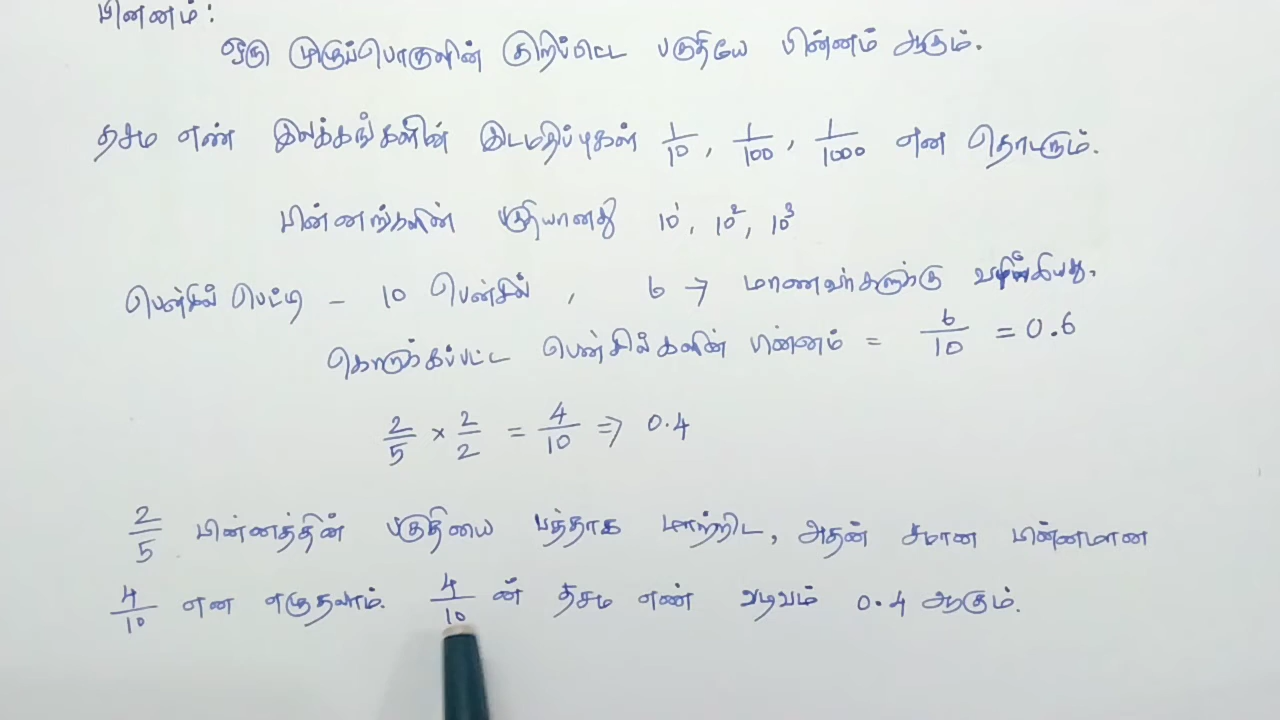 பின்னம்:
ஒரு முழுப்பொருளின் குறிப்பிட்ட பகுதியே பின்னம் ஆகும்.
தசம எண் இலக்கங்களின் இடமதிப்புகள் 1/10, 1/100, 1/1000 என தொடரும்.
பின்னங்களின் பகுதியானது 10¹, 10², 10³
பென்சில் பெட்டி - 10 பென்சில், 6 → மாணவர்களுக்கு வழங்கியது.
கொடுக்கப்பட்ட பென்சில்களின் பின்னம் = 6/10 = 0.6
2/5 × 2/2 = 4/10 ⇒ 0.4
2/5 பின்னத்தின் பகுதியை பத்தாக மாற்றிட, அதன் சமான பின்னமான
4/10 என எழுதலாம். 4/10 ன் தசம எண் வடிவம் 0.4 ஆகும்.